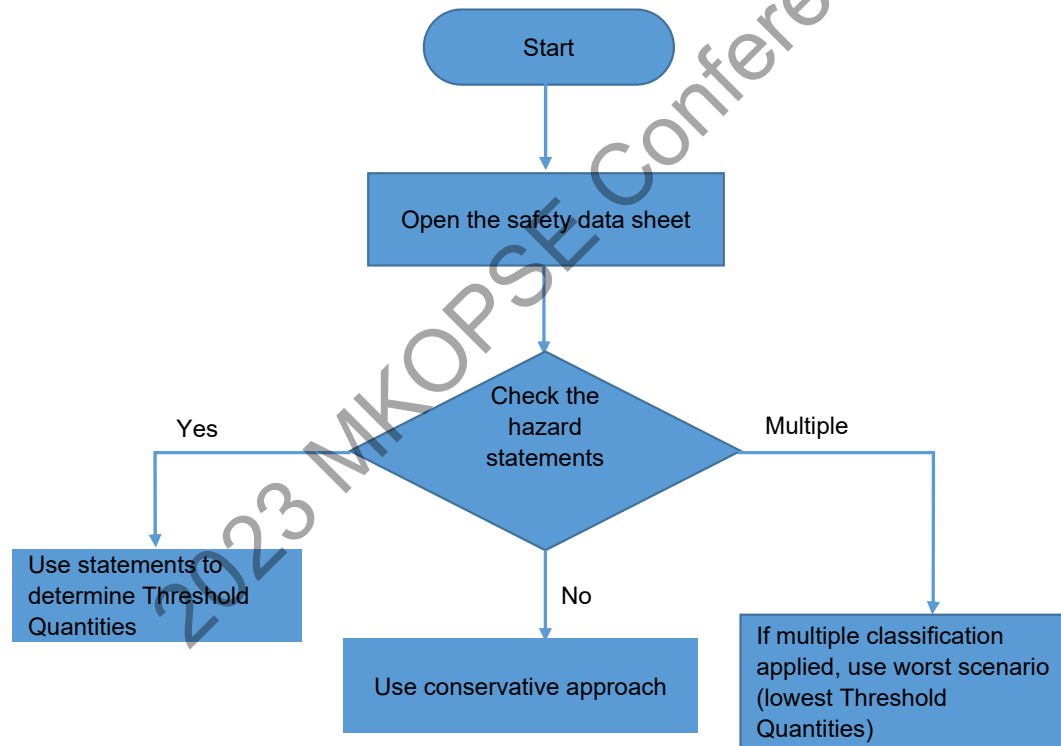 Start
Open the safety data sheet
Check the
hazard
statements
Yes
Multiple
No
Use statements to
determine Threshold
Quantities
Use conservative approach
If multiple classification
applied, use worst scenario
(lowest Threshold
Quantities)
2023 MKOPSE Confere